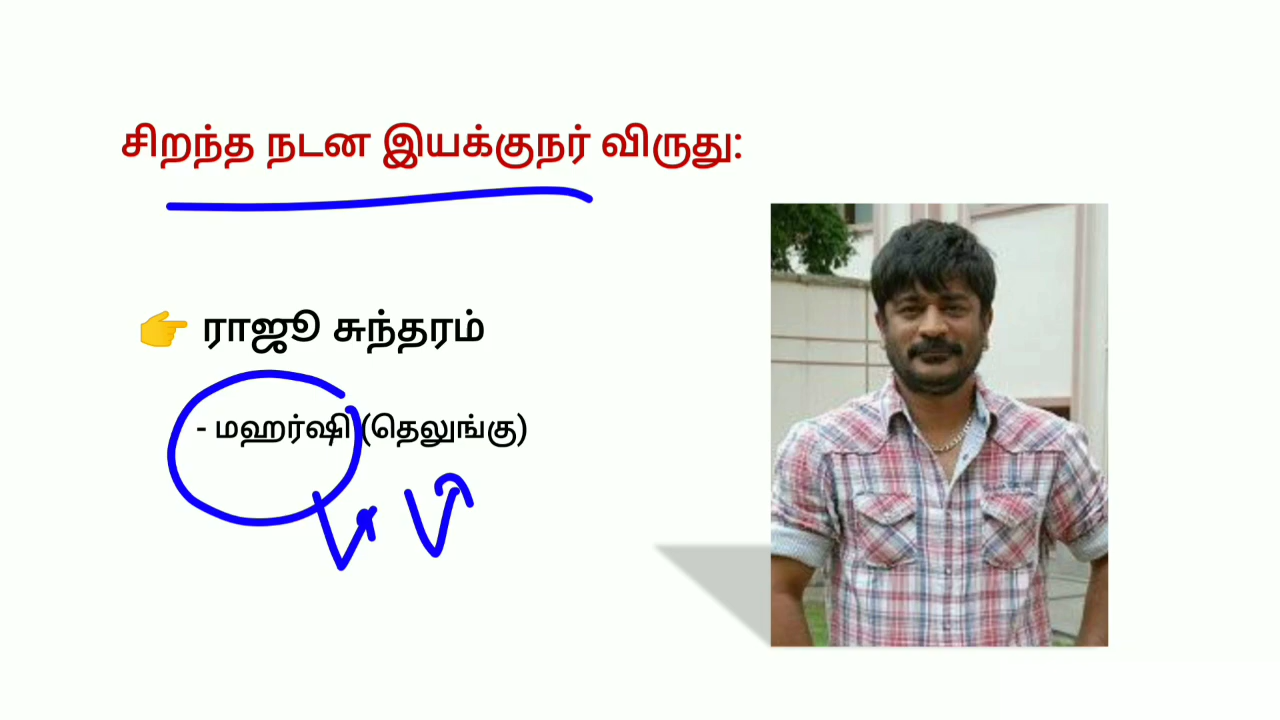 சிறந்த நடன இயக்குநர் விருது:
👉 ராஜூ சுந்தரம்
- மஹர்ஷி (தெலுங்கு)